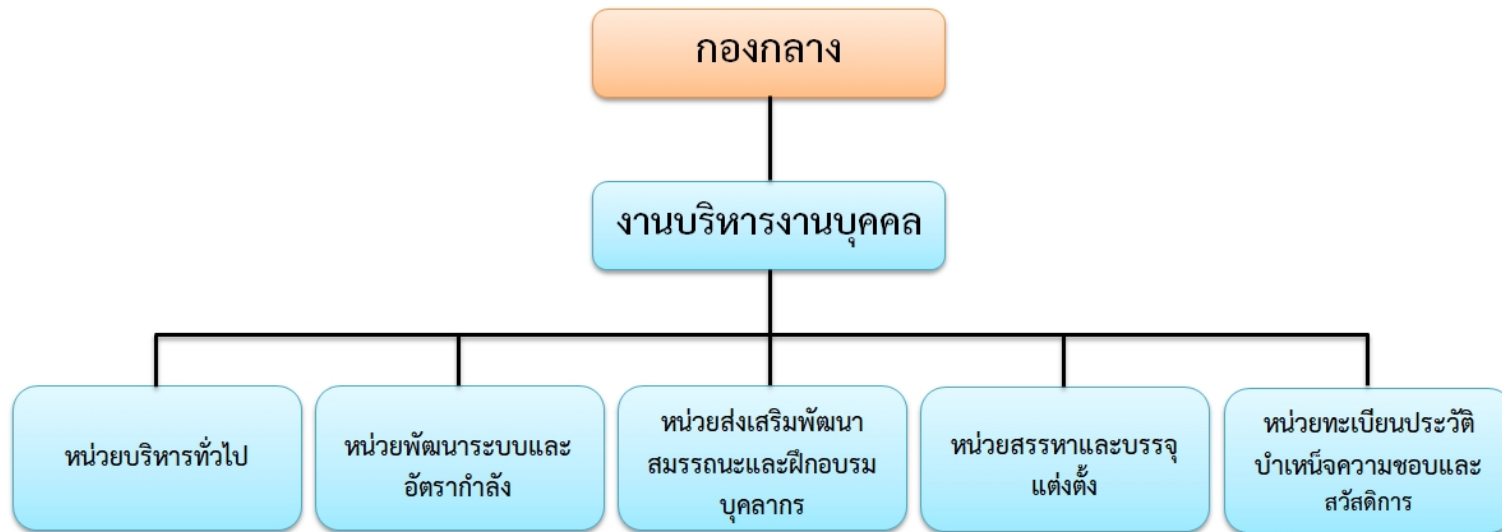 กองกลาง
งานบริหารงานบุคคล
หน่วยบริหารทั่วไป
หน่วยพัฒนาระบบและ
อัตรากำลัง
หน่วยส่งเสริมพัฒนา
สมรรถนะและฝึกอบรม
บุคลากร
หน่วยสรรหาและบรรจุ
แต่งตั้ง
หน่วยทะเบียนประวัติ
บำเหน็จความชอบและ
สวัสดิการ